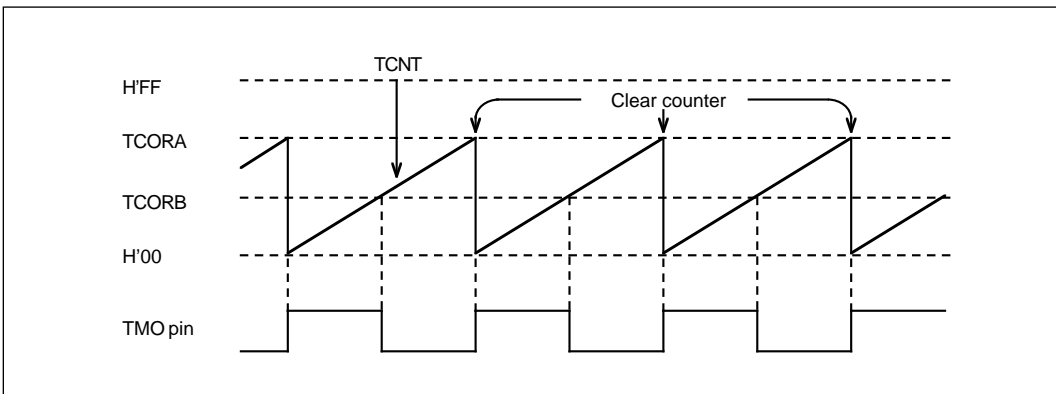 TCNT
H'FF
Clear counter
TCORA
TCORB
H'00
TMO pin